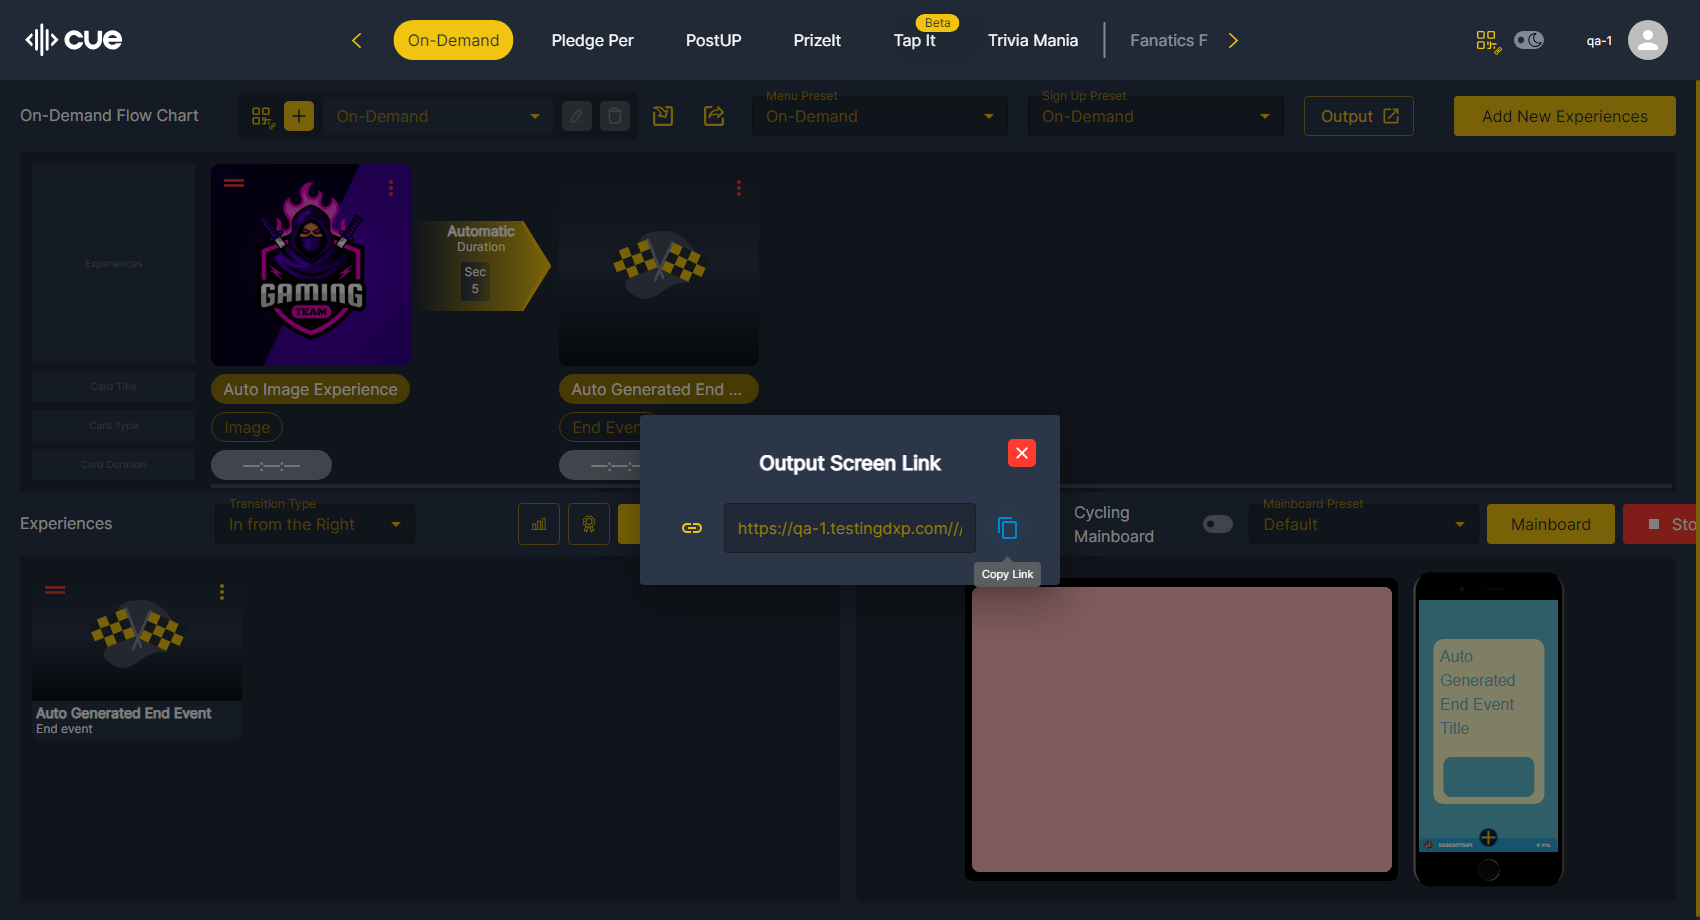 cue
On-Demand
Pledge Per
PostUP
PrizeIt
Beta
Tap It
Trivia Mania
Fanatics F
qa-1
On-Demand Flow Chart
On-Demand
Menu Preset
On-Demand
Sign Up Preset
On-Demand
Output
Add New Experiences
Experiences
GAMING
TEAM
Automatic
Duration
Sec
5
Card Title
Auto Image Experience
Auto Generated End ...
Card Type
Image
End Even
Card Duration
—:—:—
—:—:—
Output Screen Link
https://qa-1.testingdxp.com///
Copy Link
Experiences
Transition Type
In from the Right
Cycling
Mainboard
Mainboard Preset
Default
Mainboard
Sto
Auto Generated End Event
End event
Auto
Generated
End Event
Title
0 Pts.